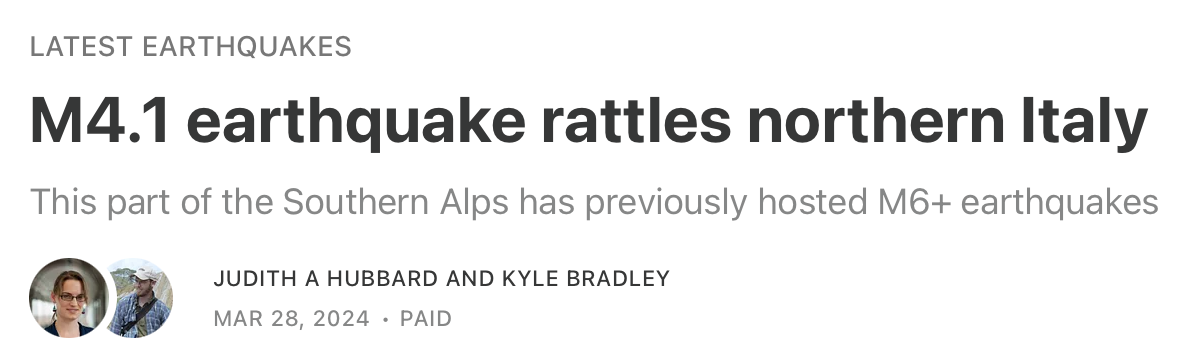 LATEST EARTHQUAKES
M4.1 earthquake rattles northern Italy
This part of the Southern Alps has previously hosted M6+ earthquakes
JUDITH A HUBBARD AND KYLE BRADLEY
MAR 28, 2024 · PAID